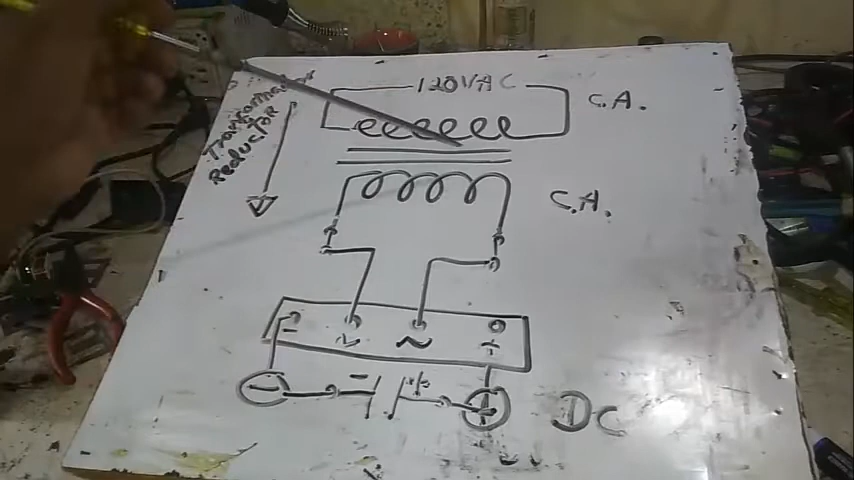 120VAC
C.A.
Transformador
Reductor
C.A.
- ~ ~ +
- - + +
DC